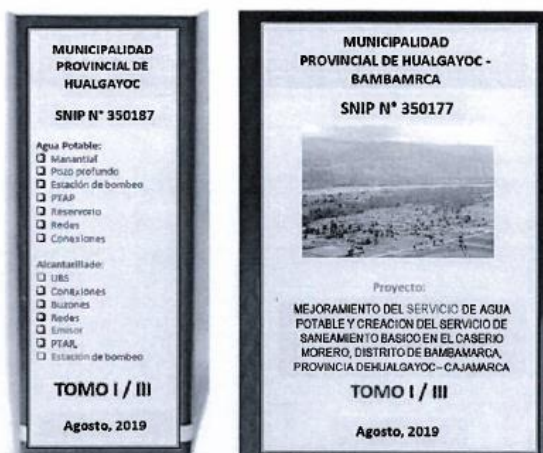 MUNICIPALIDAD
PROVINCIAL DE
HUALGAYOC
SNIP N° 350187
Agua Potable:
Manantial
Pozo profundo
Estación de bombeo
PTAP
Reservorio
Redes
Conexiones
Alcantarillado:
UBS
Conexiones
Buzones
Redes
Emisor
PTAR
Estación de bombeo
TOMO I / III
Agosto, 2019
MUNICIPALIDAD
PROVINCIAL DE HUALGAYOC -
BAMBAMRCA
SNIP N° 350177
Proyecto:
MEJORAMIENTO DEL SERVICIO DE AGUA
POTABLE Y CREACION DEL SERVICIO DE
SANEAMIENTO BASICO EN EL CASERIO
MORERO, DISTRITO DE BAMBAMARCA,
PROVINCIA DEHUALGAYOC– CAJAMARCA
TOMO I / III
Agosto, 2019